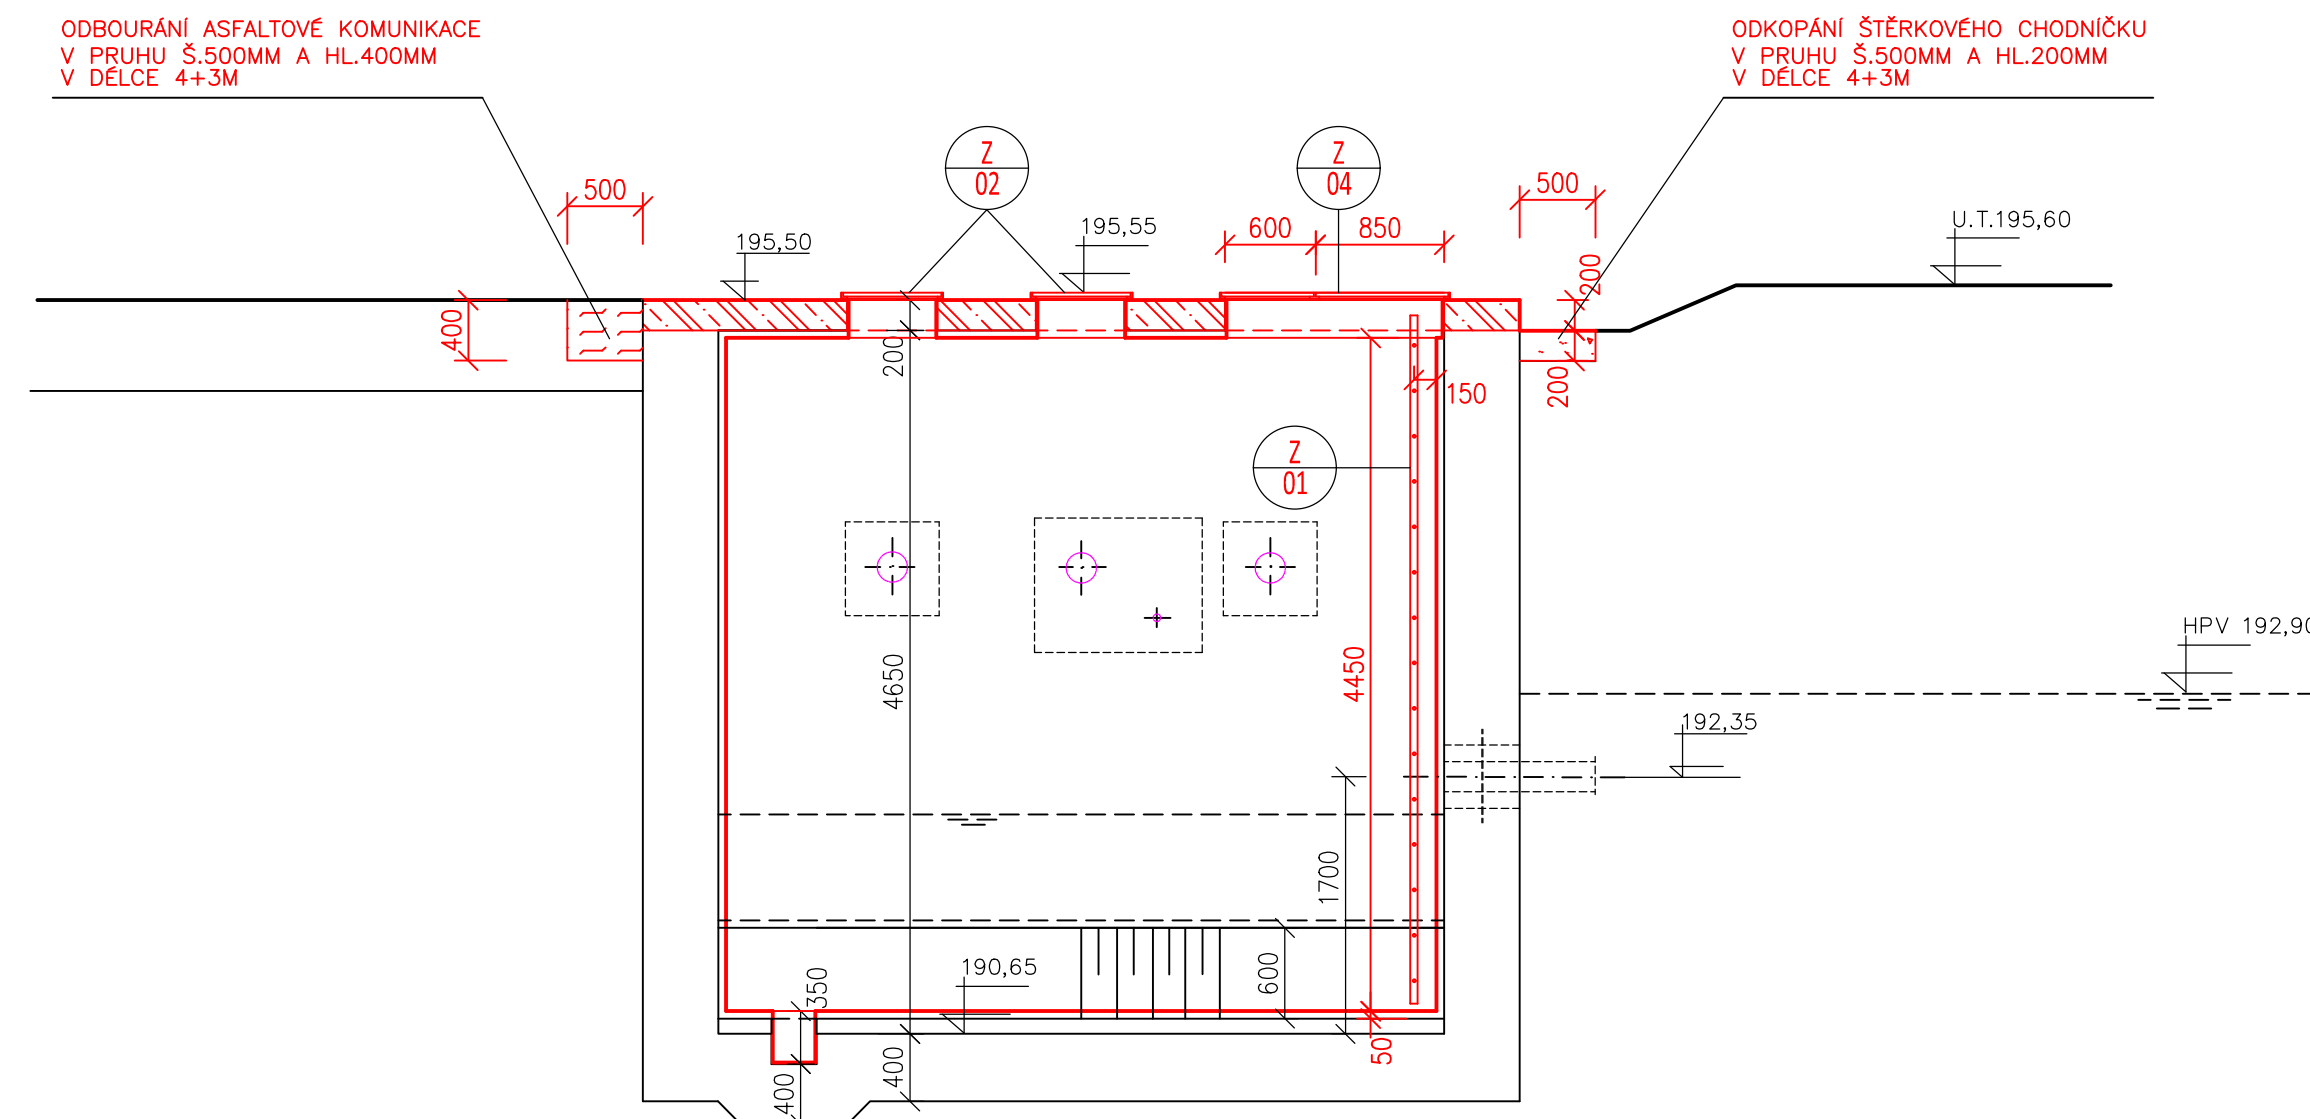 ODBOURÁNÍ ASFALTOVÉ KOMUNIKACE
V PRUHU Š.500MM A HL.400MM
V DÉLCE 4+3M
ODKOPÁNÍ ŠTĚRKOVÉHO CHODNÍČKU
V PRUHU Š.500MM A HL.200MM
V DÉLCE 4+3M
Z
02
Z
04
500
500
195,50
195,55
600
850
U.T.195,60
200
400
200
150
200
Z
01
4650
4450
HPV 192,90
192,35
1700
350
190,65
600
50
400
400